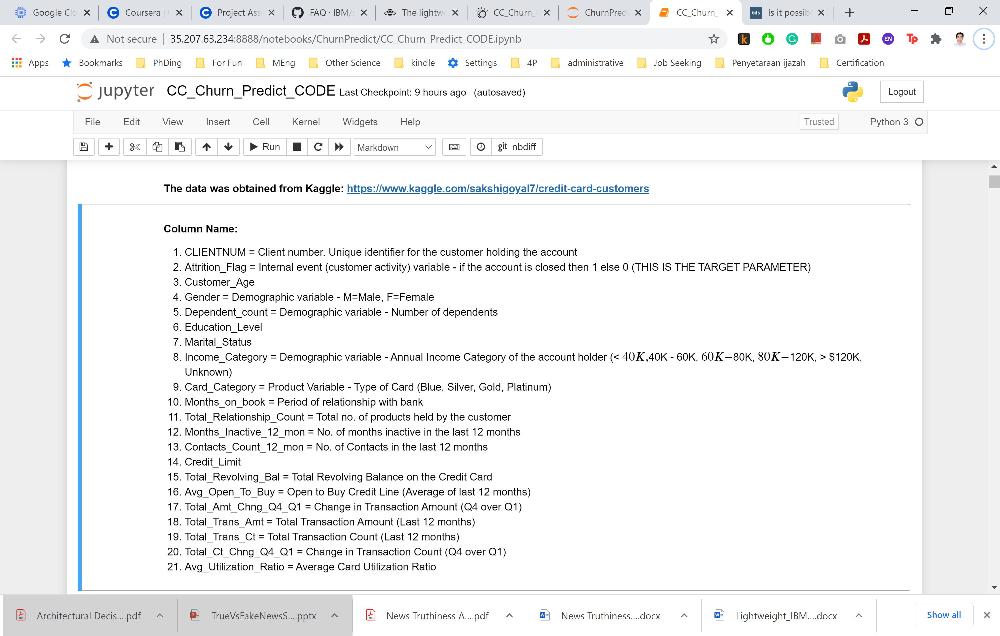 Google Clo
Coursera |
Project Ass
FAQ · IBM/
The lightwe
CC_Churn_
ChurnPredi
CC_Churn_
tds Is it possib
Not secure 35.207.63.234:8888/notebooks/ChurnPredict/CC_Churn_Predict_CODE.ipynb
k
G
EN
Tp
Apps Bookmarks PhDing For Fun MEng Other Science kindle Settings 4P administrative Job Seeking Penyetaraan ijazah Certification
jupyter CC_Churn_Predict_CODE Last Checkpoint: 9 hours ago (autosaved)
Logout
File Edit View Insert Cell Kernel Widgets Help Trusted Python 3
Run Markdown git nbdiff
The data was obtained from Kaggle: https://www.kaggle.com/sakshigoyal7/credit-card-customers
Column Name:
1. CLIENTNUM = Client number. Unique identifier for the customer holding the account
2. Attrition_Flag = Internal event (customer activity) variable - if the account is closed then 1 else 0 (THIS IS THE TARGET PARAMETER)
3. Customer_Age
4. Gender = Demographic variable - M=Male, F=Female
5. Dependent_count = Demographic variable - Number of dependents
6. Education_Level
7. Marital_Status
8. Income_Category = Demographic variable - Annual Income Category of the account holder (< 40K,40K - 60K, 60K−80K, 80K−120K, > $120K,
Unknown)
9. Card_Category = Product Variable - Type of Card (Blue, Silver, Gold, Platinum)
10. Months_on_book = Period of relationship with bank
11. Total_Relationship_Count = Total no. of products held by the customer
12. Months_Inactive_12_mon = No. of months inactive in the last 12 months
13. Contacts_Count_12_mon = No. of Contacts in the last 12 months
14. Credit_Limit
15. Total_Revolving_Bal = Total Revolving Balance on the Credit Card
16. Avg_Open_To_Buy = Open to Buy Credit Line (Average of last 12 months)
17. Total_Amt_Chng_Q4_Q1 = Change in Transaction Amount (Q4 over Q1)
18. Total_Trans_Amt = Total Transaction Amount (Last 12 months)
19. Total_Trans_Ct = Total Transaction Count (Last 12 months)
20. Total_Ct_Chng_Q4_Q1 = Change in Transaction Count (Q4 over Q1)
21. Avg_Utilization_Ratio = Average Card Utilization Ratio
Architectural Decis....pdf
TrueVsFakeNewsS....pptx
News Truthiness A....pdf
News Truthiness....docx
Lightweight_IBM....docx
Show all